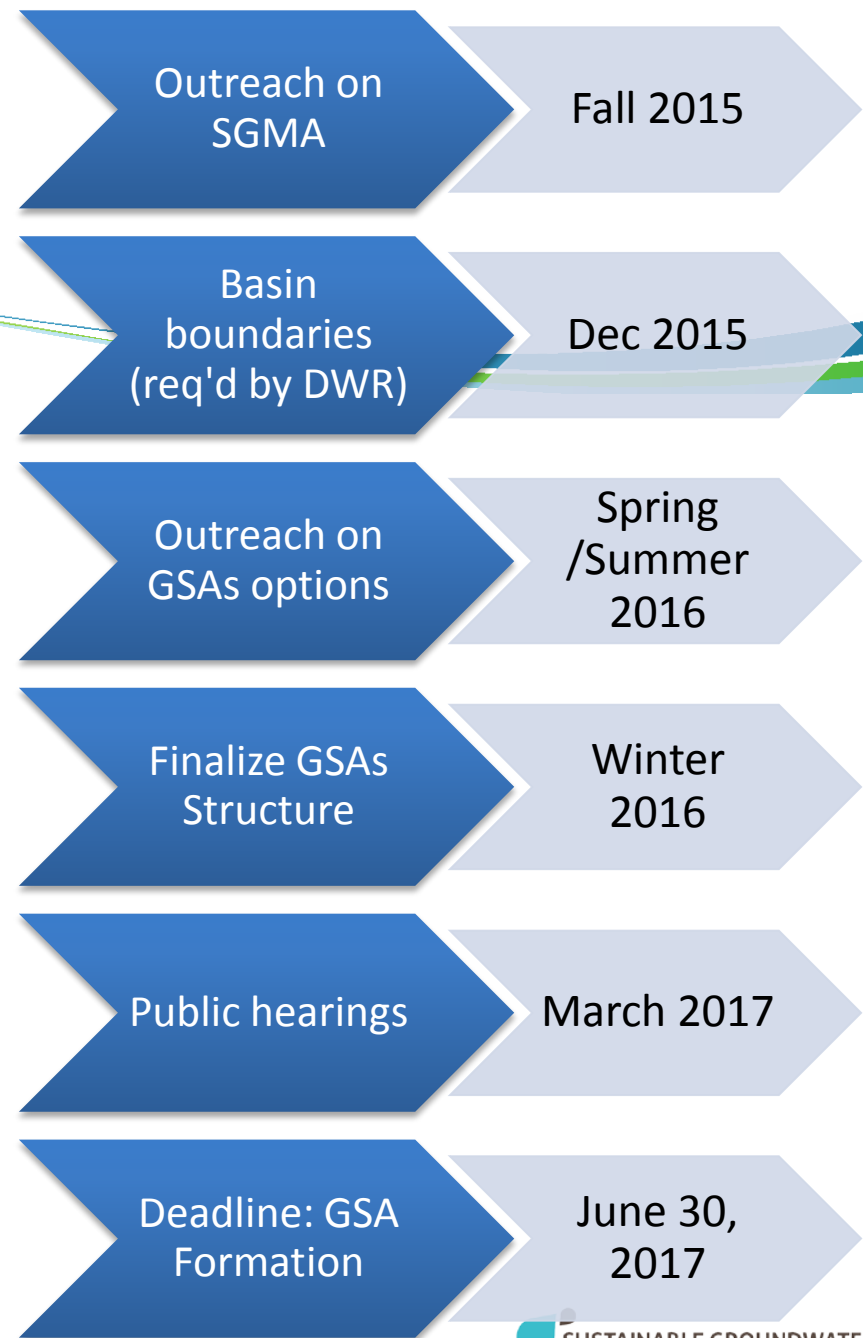 Outreach on
SGMA
Fall 2015
Basin
boundaries
(req'd by DWR)
Dec 2015
Outreach on
GSAs options
Spring
/Summer
2016
Finalize GSAs
Structure
Winter
2016
Public hearings
March 2017
Deadline: GSA
Formation
June 30,
2017
SUSTAINABLE GROUNDWATE